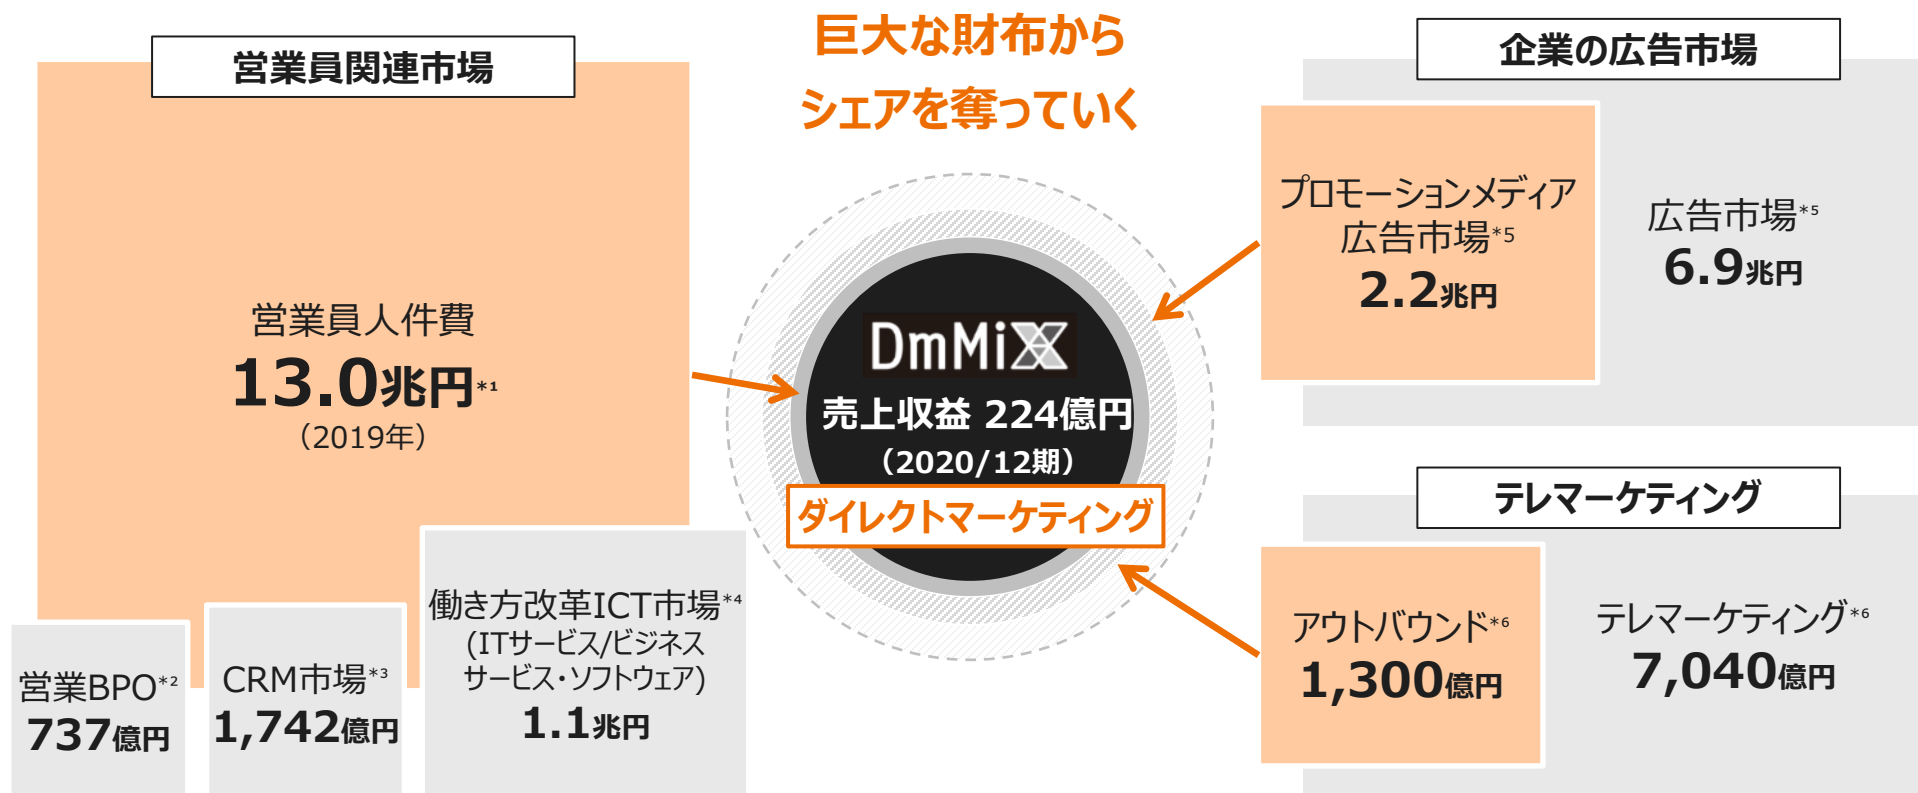 巨大な財布から
シェアを奪っていく
営業員関連市場
営業員人件費
13.0兆円*1
（2019年）
営業BPO*2
737億円
CRM市場*3
1,742億円
働き方改革ICT市場*4
(ITサービス/ビジネス
サービス・ソフトウェア)
1.1兆円
DmMiX
売上収益 224億円
（2020/12期）
ダイレクトマーケティング
企業の広告市場
プロモーションメディア
広告市場*5
2.2兆円
広告市場*5
6.9兆円
テレマーケティング
アウトバウンド*6
1,300億円
テレマーケティング*6
7,040億円